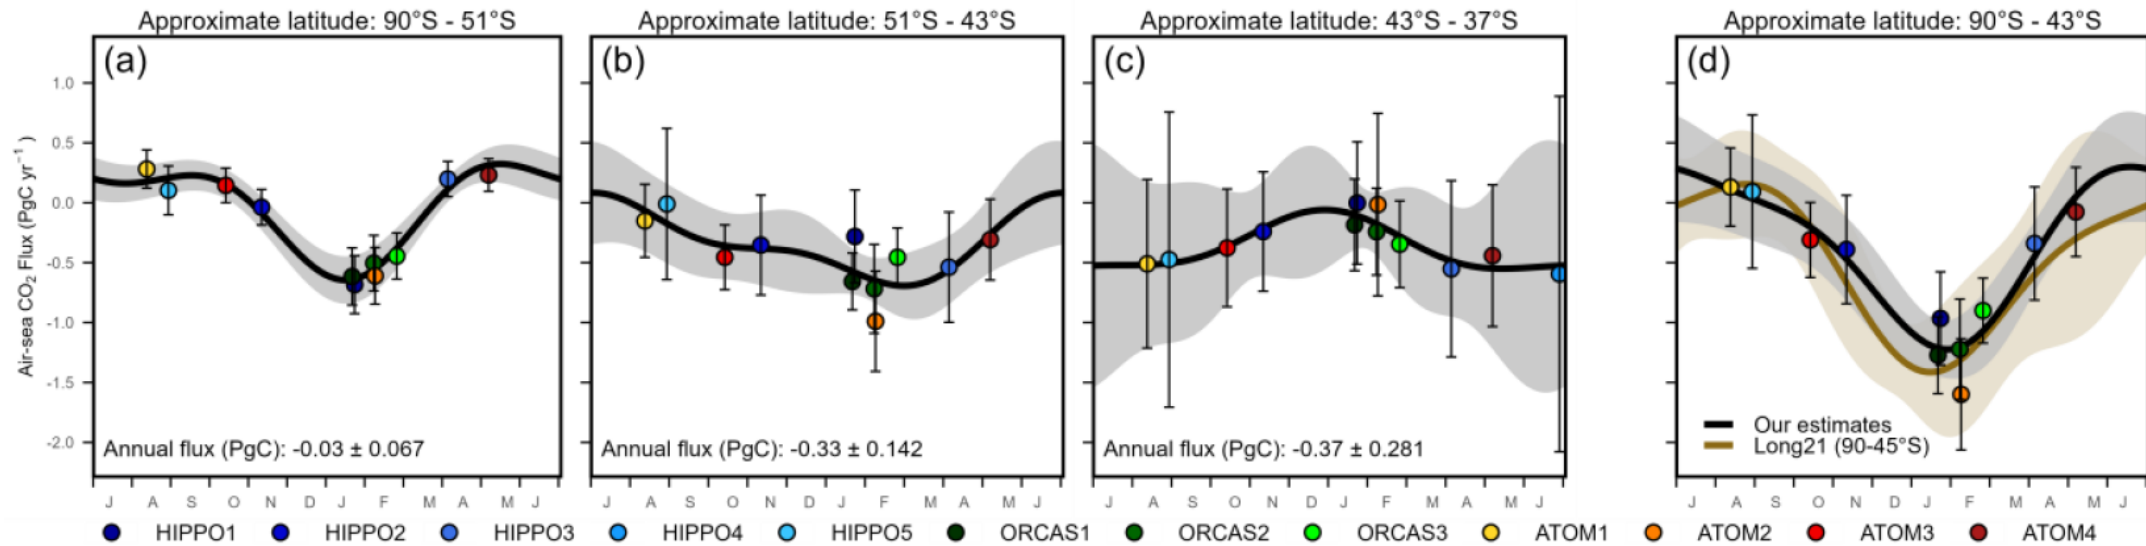 Approximate latitude: 90°S - 51°S
Approximate latitude: 51°S - 43°S
Approximate latitude: 43°S - 37°S
Approximate latitude: 90°S - 43°S
(a)
(b)
(c)
(d)
Air-sea CO₂ Flux (PgC yr⁻¹)
1.0
0.5
0.0
-0.5
-1.0
-1.5
-2.0
Annual flux (PgC): -0.03 ± 0.067
Annual flux (PgC): -0.33 ± 0.142
Annual flux (PgC): -0.37 ± 0.281
Our estimates
Long21 (90-45°S)
J A S O N D J F M A M J
J A S O N D J F M A M J
J A S O N D J F M A M J
J A S O N D J F M A M J
HIPPO1 HIPPO2 HIPPO3 HIPPO4 HIPPO5 ORCAS1 ORCAS2 ORCAS3 ATOM1 ATOM2 ATOM3 ATOM4